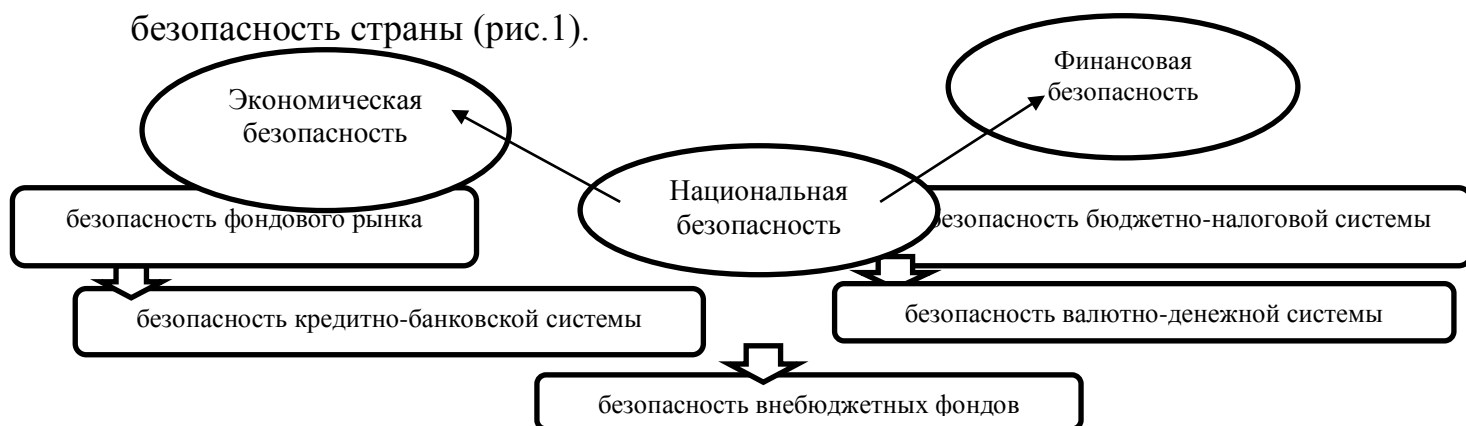 безопасность страны (рис.1).
Экономическая
безопасность
Финансовая
безопасность
Национальная
безопасность
безопасность фондового рынка
безопасность бюджетно-налоговой системы
безопасность кредитно-банковской системы
безопасность валютно-денежной системы
безопасность внебюджетных фондов